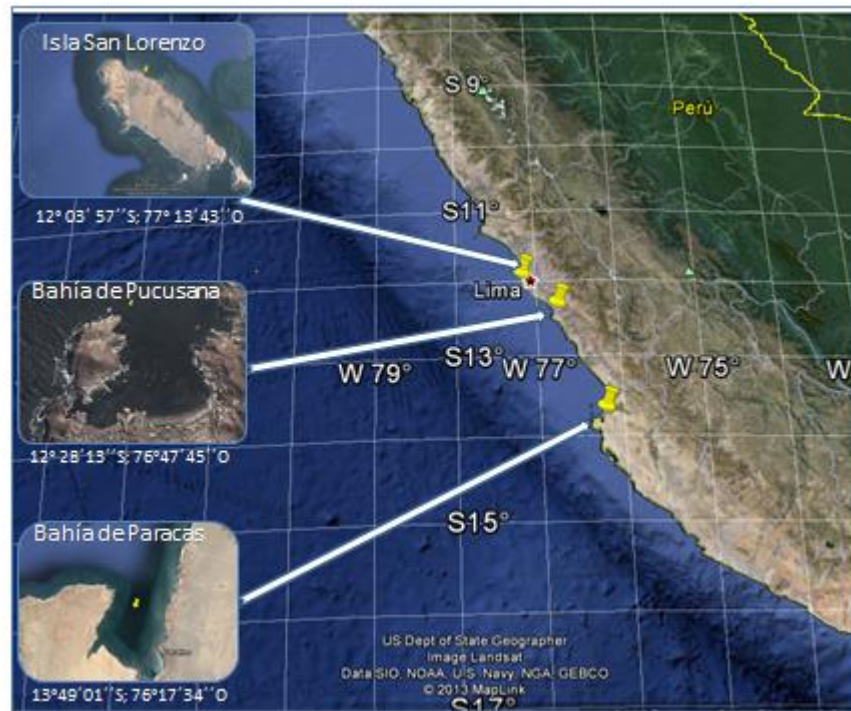 Isla San Lorenzo
12° 03´ 57´´S; 77° 13´43´´O
Bahía de Pucusana
12° 28´13´´S; 76°47´45´´O
Bahía de Paracas
13°49´01´´S; 76°17´34´´O
S 9°
Perú
S11°
Lima
S13°
W 79°
W 77°
W 75°
W
S15°
US Dept of State Geographer
Image Landsat
Data SIO, NOAA, U.S. Navy, NGA, GEBCO
© 2013 MapLink
S17°